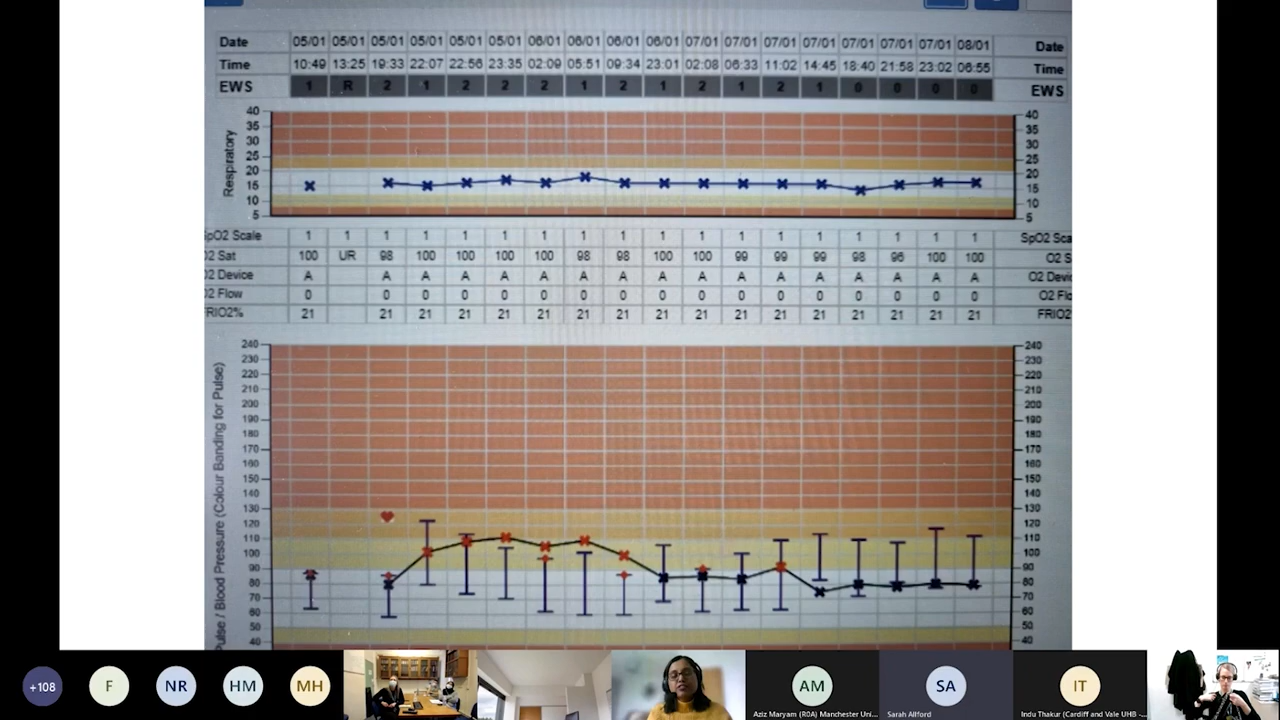 Date 05/01 05/01 05/01 05/01 05/01 05/01 06/01 06/01 06/01 06/01 07/01 07/01 07/01 07/01 07/01 07/01 07/01 08/01 Date
Time 10:49 13:25 19:33 22:07 22:56 23:35 02:09 05:51 09:34 23:01 02:08 06:33 11:02 14:45 18:40 21:58 23:02 06:55 Time
EWS 1 R 2 1 2 2 2 1 2 1 2 1 2 1 0 0 0 0 EWS
Respiratory
40 40
35 35
30 30
25 25
20 20
15 15
10 10
5 5
pO2 Scale 1 1 1 1 1 1 1 1 1 1 1 1 1 1 1 1 1 1 SpO2 Sca
O2 Sat 100 UR 98 100 100 100 100 98 98 100 100 99 99 99 98 96 100 100 O2 S
O2 Device A A A A A A A A A A A A A A A A A O2 Devi
O2 Flow 0 0 0 0 0 0 0 0 0 0 0 0 0 0 0 0 0 O2 Flo
FRIO2% 21 21 21 21 21 21 21 21 21 21 21 21 21 21 21 21 21 FRIO2
Pulse / Blood Pressure (Colour Banding for Pulse)
240 240
230 230
220 220
210 210
200 200
190 190
180 180
170 170
160 160
150 150
140 140
130 130
120 120
110 110
100 100
90 90
80 80
70 70
60 60
50 50
40 40
+108 F NR HM MH AM SA IT
Aziz Maryam (R0A) Manchester Uni... Sarah Allford Indu Thakur (Cardiff and Vale UHB -...